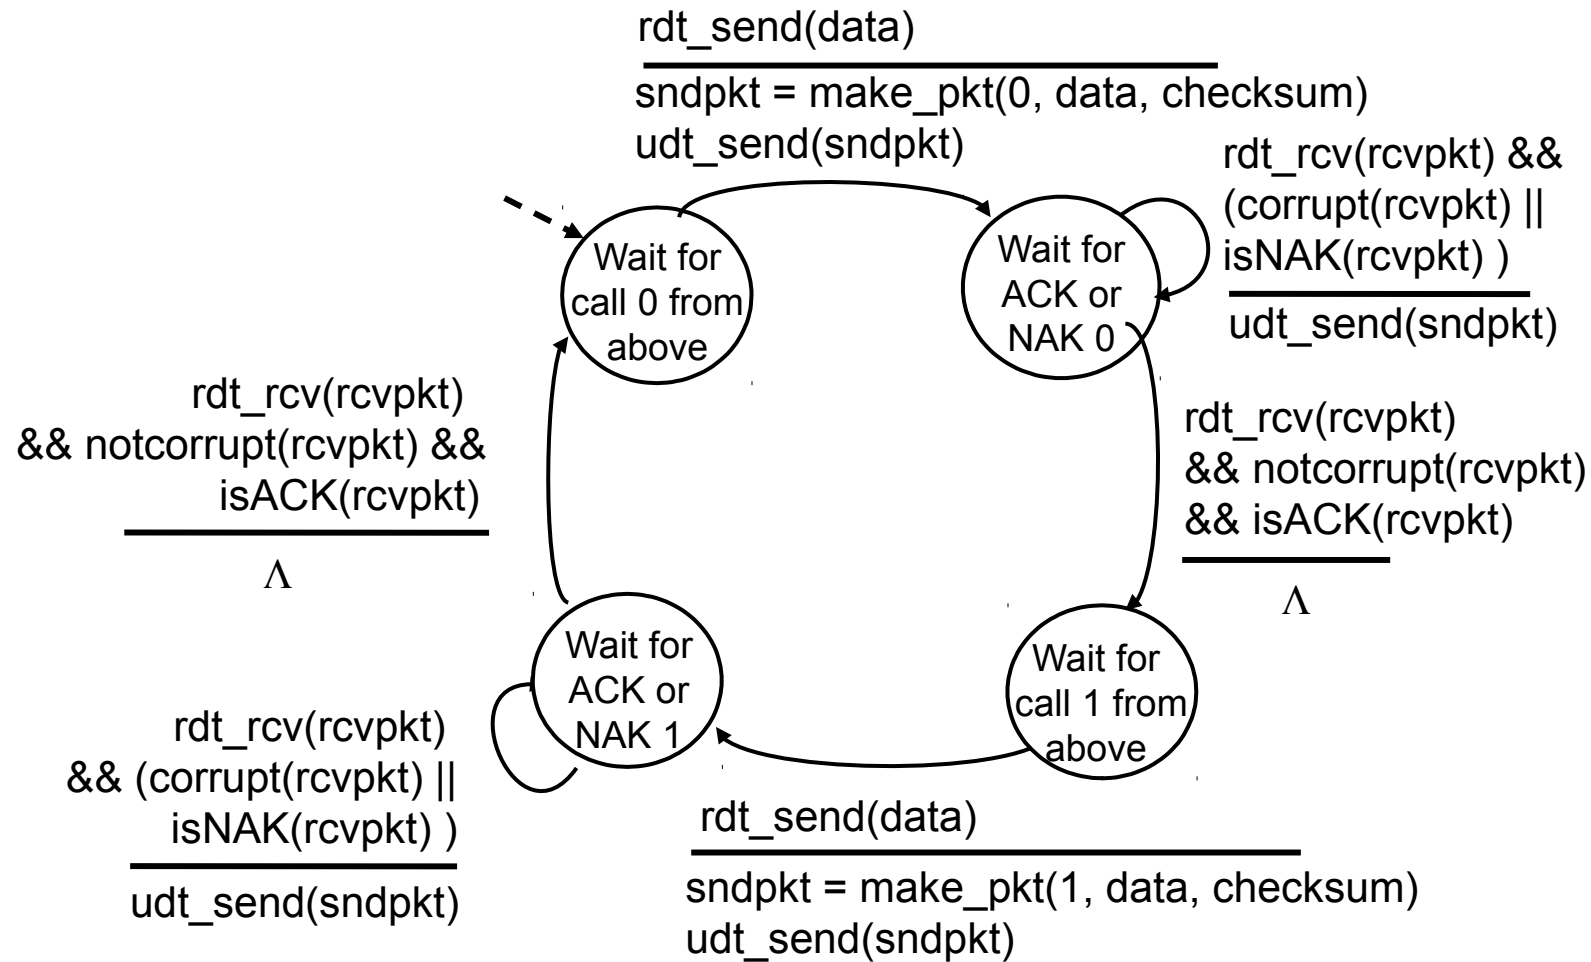 rdt_send(data)
sndpkt = make_pkt(0, data, checksum)
udt_send(sndpkt)
rdt_rcv(rcvpkt) &&
(corrupt(rcvpkt) ||
isNAK(rcvpkt) )
udt_send(sndpkt)
Wait for
call 0 from
above
Wait for
ACK or
NAK 0
rdt_rcv(rcvpkt)
&& notcorrupt(rcvpkt) &&
isACK(rcvpkt)
Λ
rdt_rcv(rcvpkt)
&& notcorrupt(rcvpkt)
&& isACK(rcvpkt)
Λ
Wait for
ACK or
NAK 1
Wait for
call 1 from
above
rdt_rcv(rcvpkt)
&& (corrupt(rcvpkt) ||
isNAK(rcvpkt) )
udt_send(sndpkt)
rdt_send(data)
sndpkt = make_pkt(1, data, checksum)
udt_send(sndpkt)